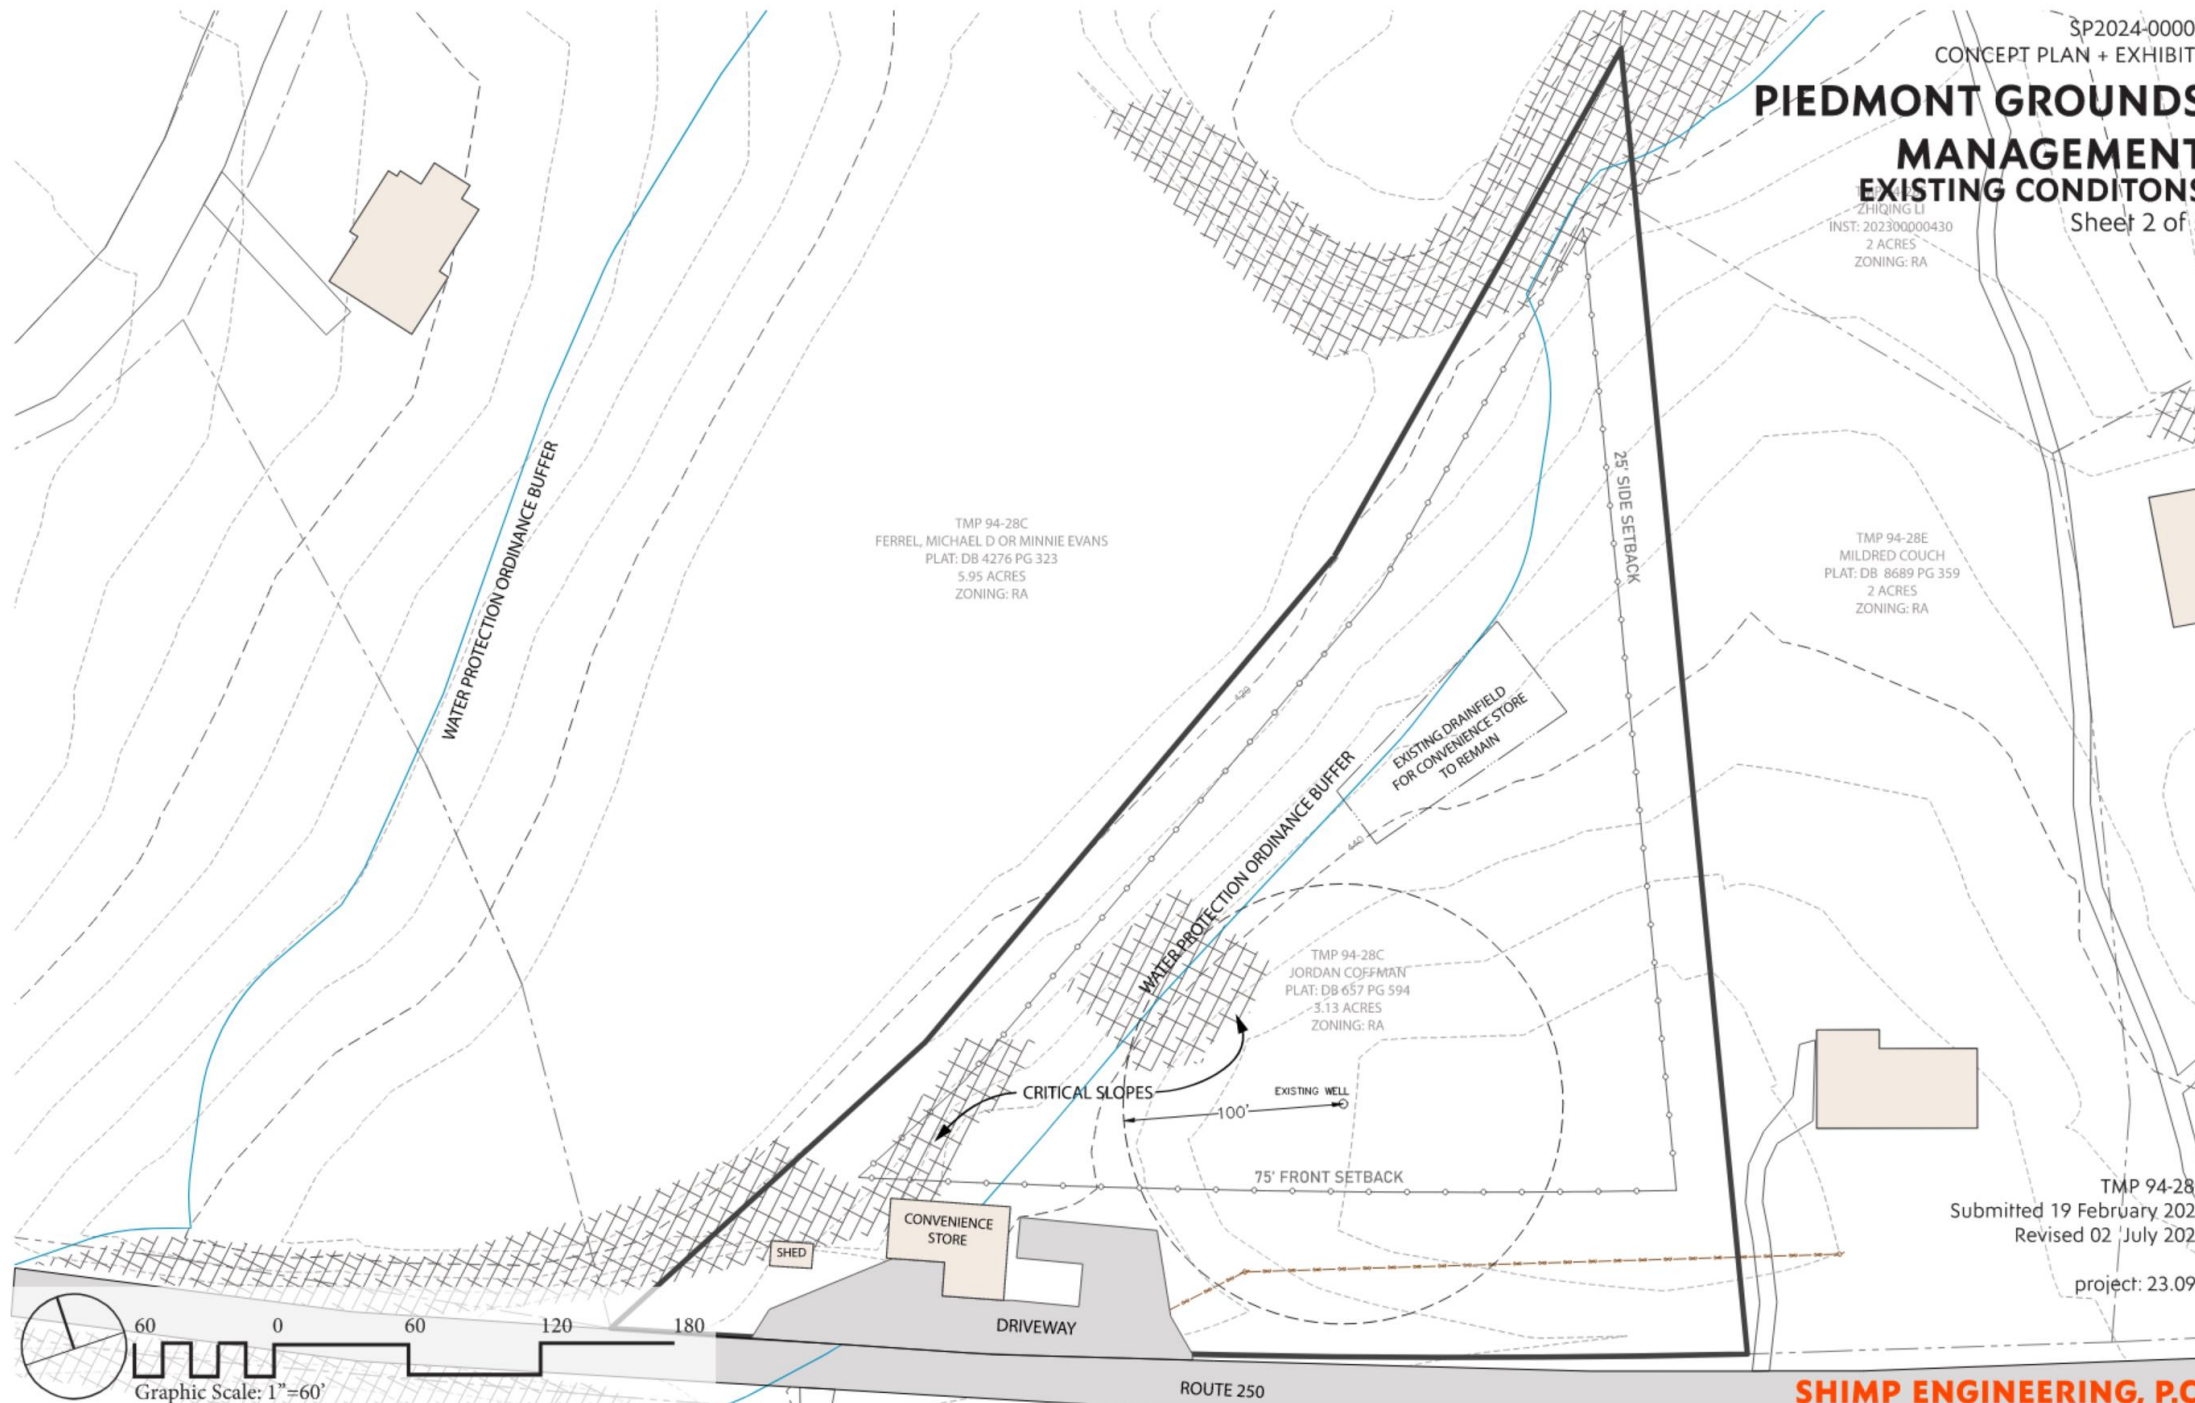 SP2024-0000
CONCEPT PLAN + EXHIBIT
PIEDMONT GROUNDS
MANAGEMENT
EXISTING CONDITONS
Sheet 2 of
ZHIQING LI
INST: 202300000430
2 ACRES
ZONING: RA
WATER PROTECTION ORDINANCE BUFFER
TMP 94-28C
FERREL, MICHAEL D OR MINNIE EVANS
PLAT: DB 4276 PG 323
5.95 ACRES
ZONING: RA
25' SIDE SETBACK
TMP 94-28E
MILDRED COUCH
PLAT: DB 8689 PG 359
2 ACRES
ZONING: RA
420
EXISTING DRAINFIELD
FOR CONVENIENCE STORE
TO REMAIN
WATER PROTECTION ORDINANCE BUFFER
440
TMP 94-28C
JORDAN COFFMAN
PLAT: DB 657 PG 594
3.13 ACRES
ZONING: RA
CRITICAL SLOPES
EXISTING WELL
100'
75' FRONT SETBACK
CONVENIENCE
STORE
SHED
DRIVEWAY
ROUTE 250
TMP 94-28
Submitted 19 February 202
Revised 02 July 202
project: 23.09
60 0 60 120 180
Graphic Scale: 1”=60’
SHIMP ENGINEERING, P.C